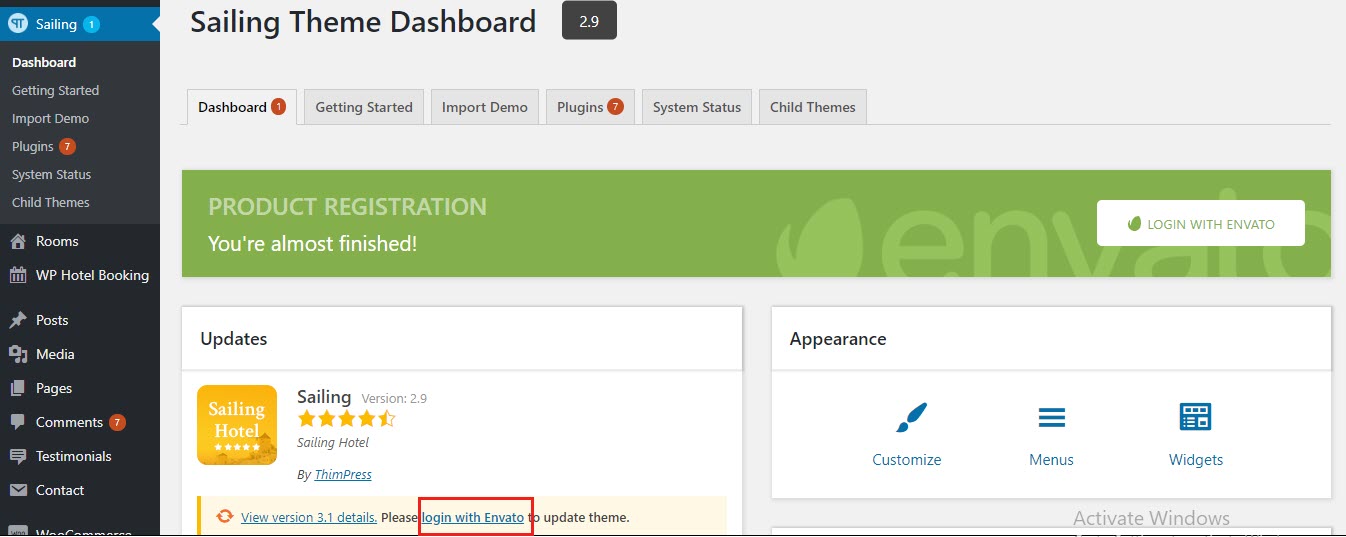 Sailing 1
Dashboard
Getting Started
Import Demo
Plugins 7
System Status
Child Themes
Rooms
WP Hotel Booking
Posts
Media
Pages
Comments 7
Testimonials
Contact
WooCommerce
Sailing Theme Dashboard 2.9
Dashboard 1 Getting Started Import Demo Plugins 7 System Status Child Themes
PRODUCT REGISTRATION
You're almost finished!
envato
LOGIN WITH ENVATO
Updates
Sailing
Hotel
Sailing Version: 2.9
Sailing Hotel
By ThimPress
View version 3.1 details. Please login with Envato to update theme.
Appearance
Customize Menus Widgets
Activate Windows